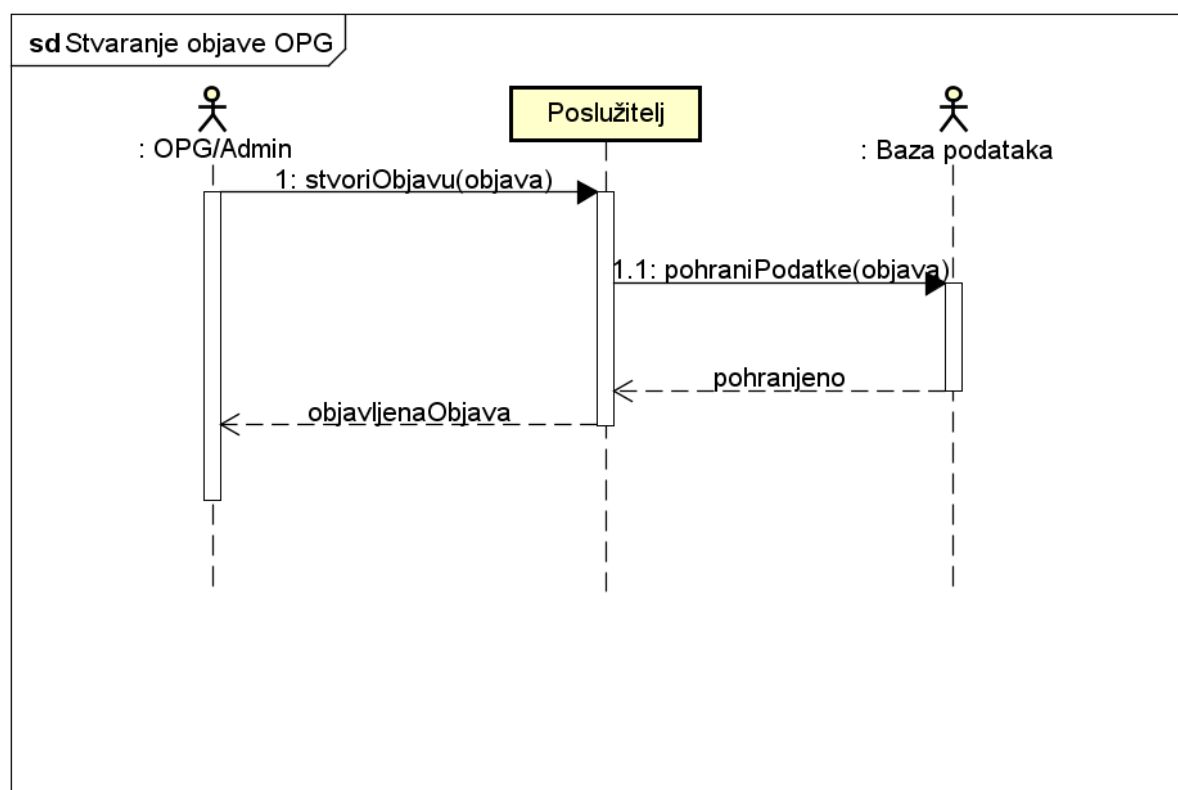 sd Stvaranje objave OPG
: OPG/Admin
Poslužitelj
: Baza podataka
1: stvoriObjavu(objava)
1.1: pohraniPodatke(objava)
pohranjeno
objavljenaObjava